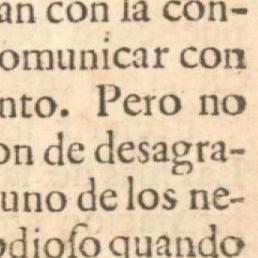 an con la con-
omunicar con
nto. Pero no
on de desagra-
uno de los ne-
odioſo quando